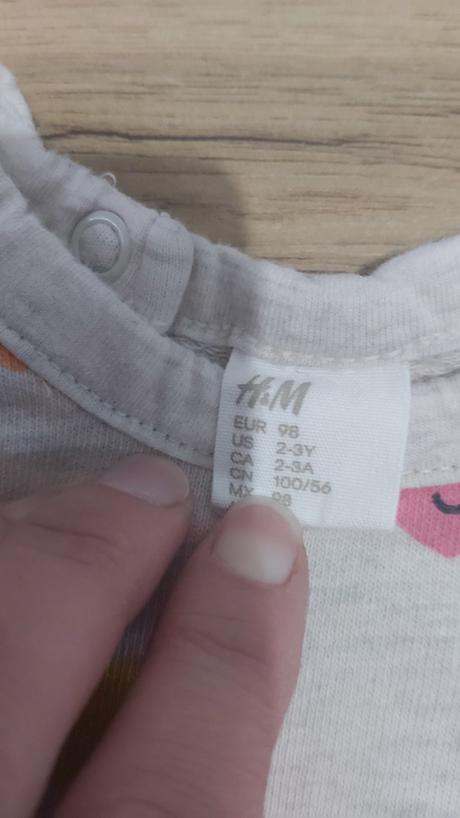 H&M
EUR 98
US 2-3Y
CA 2-3A
CN 100/56
MX 98